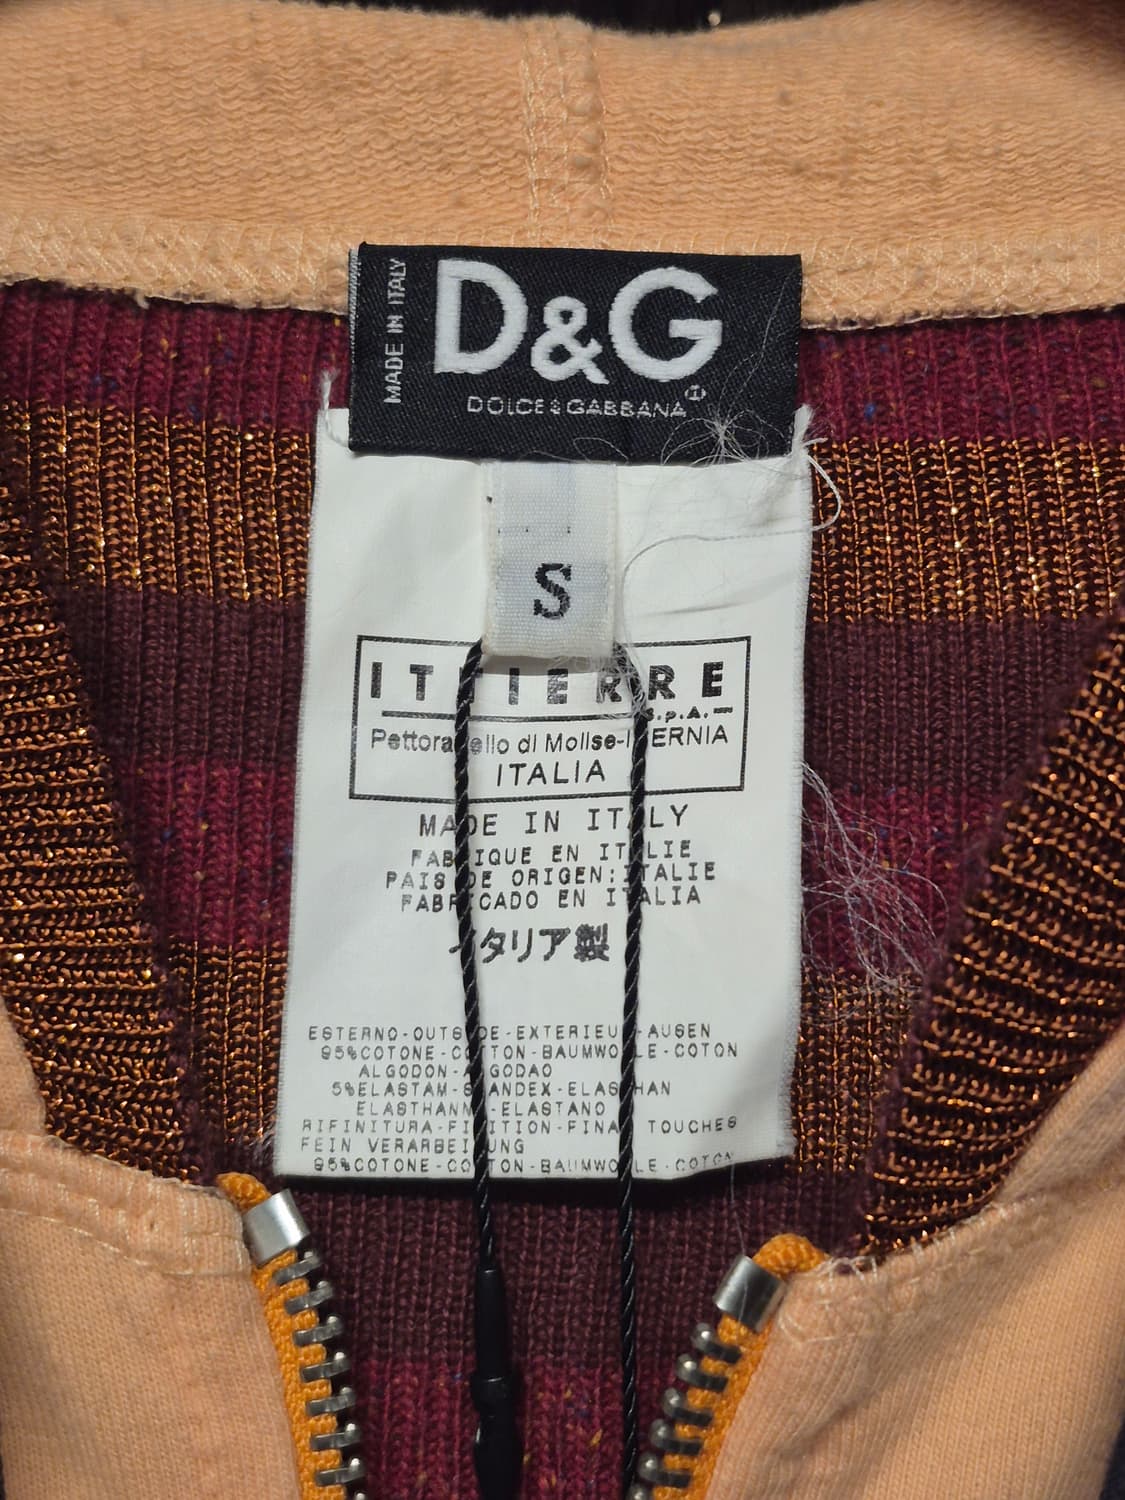 MADE IN ITALY
D&G
DOLCE & GABBANA
S
ITTIERRE
S.p.A.
Pettoranello di Molise-ISERNIA
ITALIA
MADE IN ITALY
FABRIQUE EN ITALIE
PAIS DE ORIGEN:ITALIE
FABRICADO EN ITALIA
イタリア製
ESTERNO-OUTSIDE-EXTERIEUR-AUSEN
95%COTONE-COTTON-BAUMWOLLE-COTON
ALGODON-ALGODAO
5%ELASTAM-SPANDEX-ELASTHAN
ELASTHANN-ELASTANO
RIFINITURA-FINITION-FINAL TOUCHES
FEIN VERARBEITUNG
95%COTONE-COTTON-BAUMWOLLE-COTON